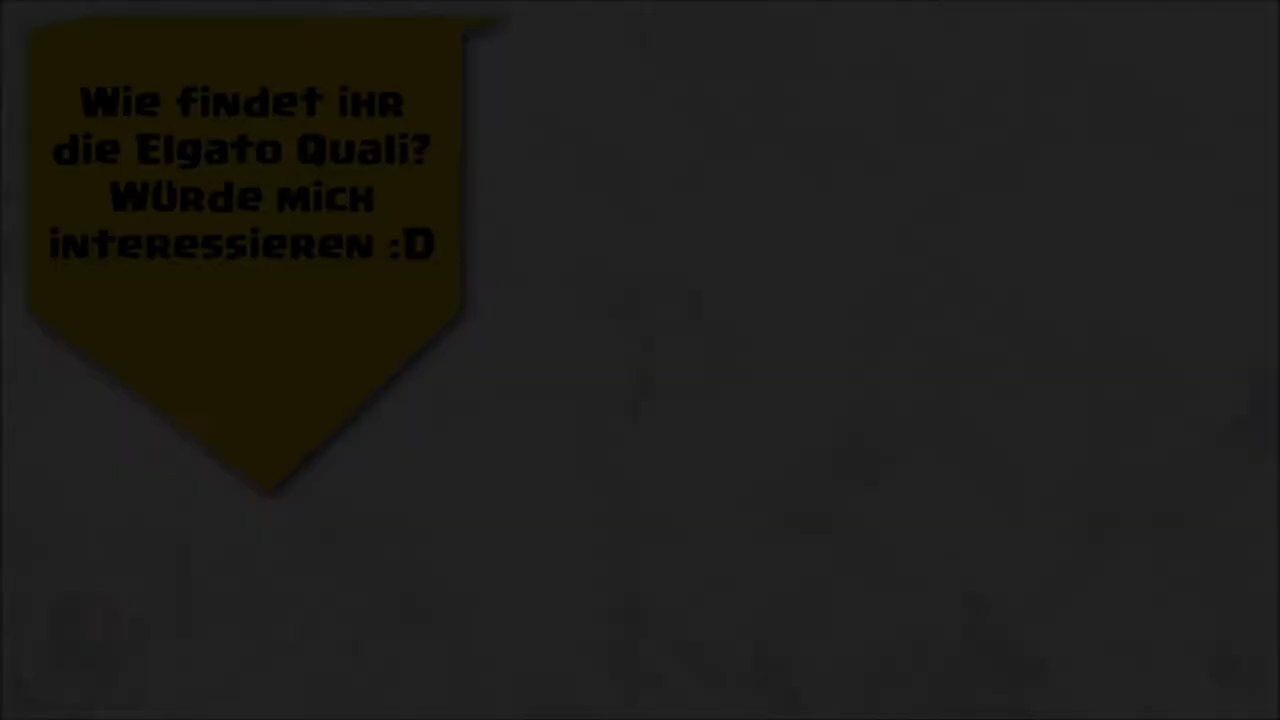 Wie findet ihr
die Elgato Quali?
Würde mich
interessieren :D